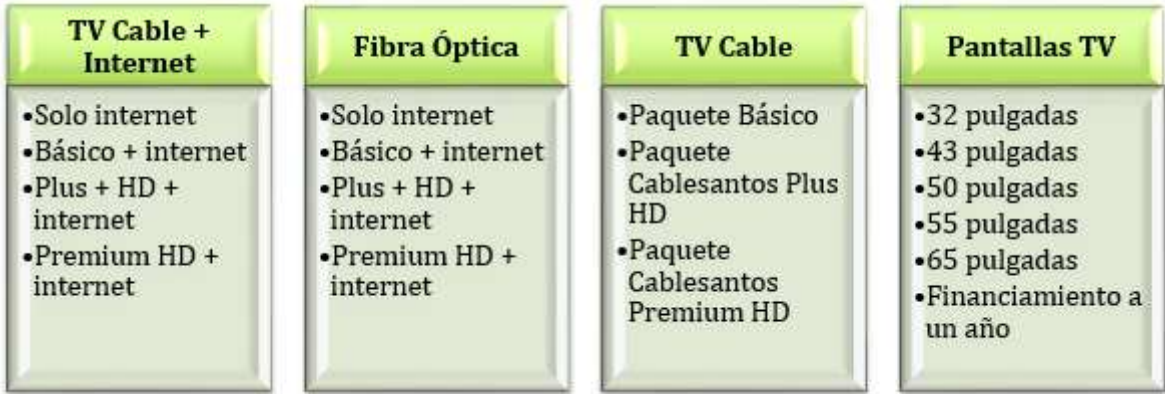 TV Cable +
Internet
•Solo internet
•Básico + internet
•Plus + HD +
internet
•Premium HD +
internet
Fibra Óptica
•Solo internet
•Básico + internet
•Plus + HD +
internet
•Premium HD +
internet
TV Cable
•Paquete Básico
•Paquete
Cablesantos Plus
HD
•Paquete
Cablesantos
Premium HD
Pantallas TV
•32 pulgadas
•43 pulgadas
•50 pulgadas
•55 pulgadas
•65 pulgadas
•Financiamiento a
un año